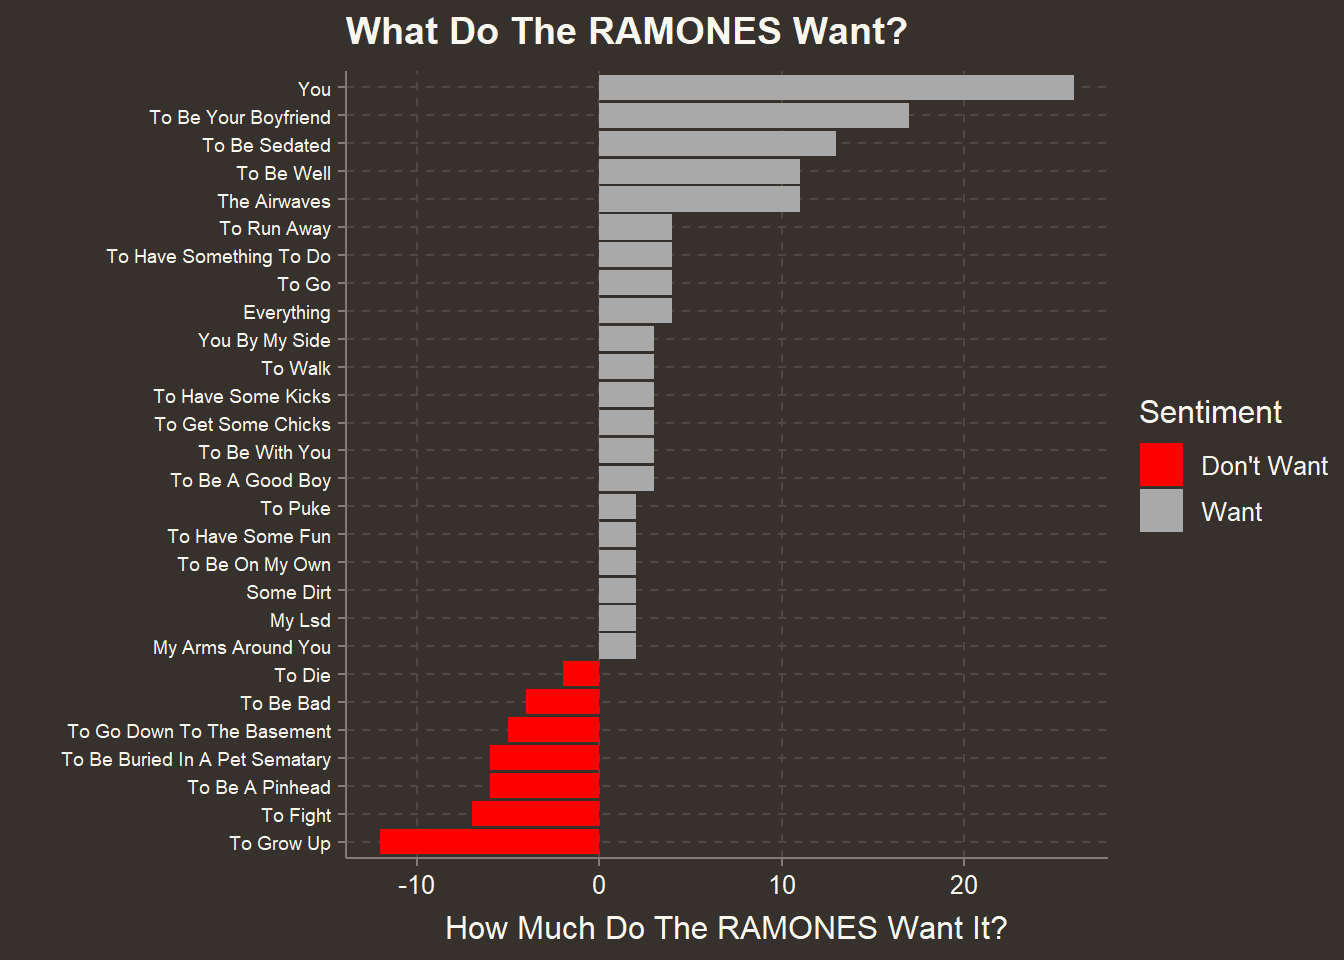 What Do The RAMONES Want?
You
To Be Your Boyfriend
To Be Sedated
To Be Well
The Airwaves
To Run Away
To Have Something To Do
To Go
Everything
You By My Side
To Walk
To Have Some Kicks
To Get Some Chicks
To Be With You
To Be A Good Boy
To Puke
To Have Some Fun
To Be On My Own
Some Dirt
My Lsd
My Arms Around You
To Die
To Be Bad
To Go Down To The Basement
To Be Buried In A Pet Sematary
To Be A Pinhead
To Fight
To Grow Up
-10 0 10 20
How Much Do The RAMONES Want It?
Sentiment
Don't Want
Want